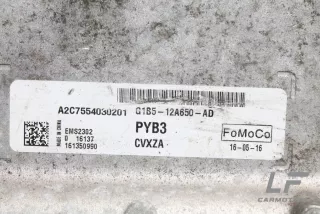 A2C7554030201 G1B5-12A650-AD
EMS2302
D 16137
161350990
PYB3
CVXZA
FoMoCo
16-05-16
LF
CARMOT